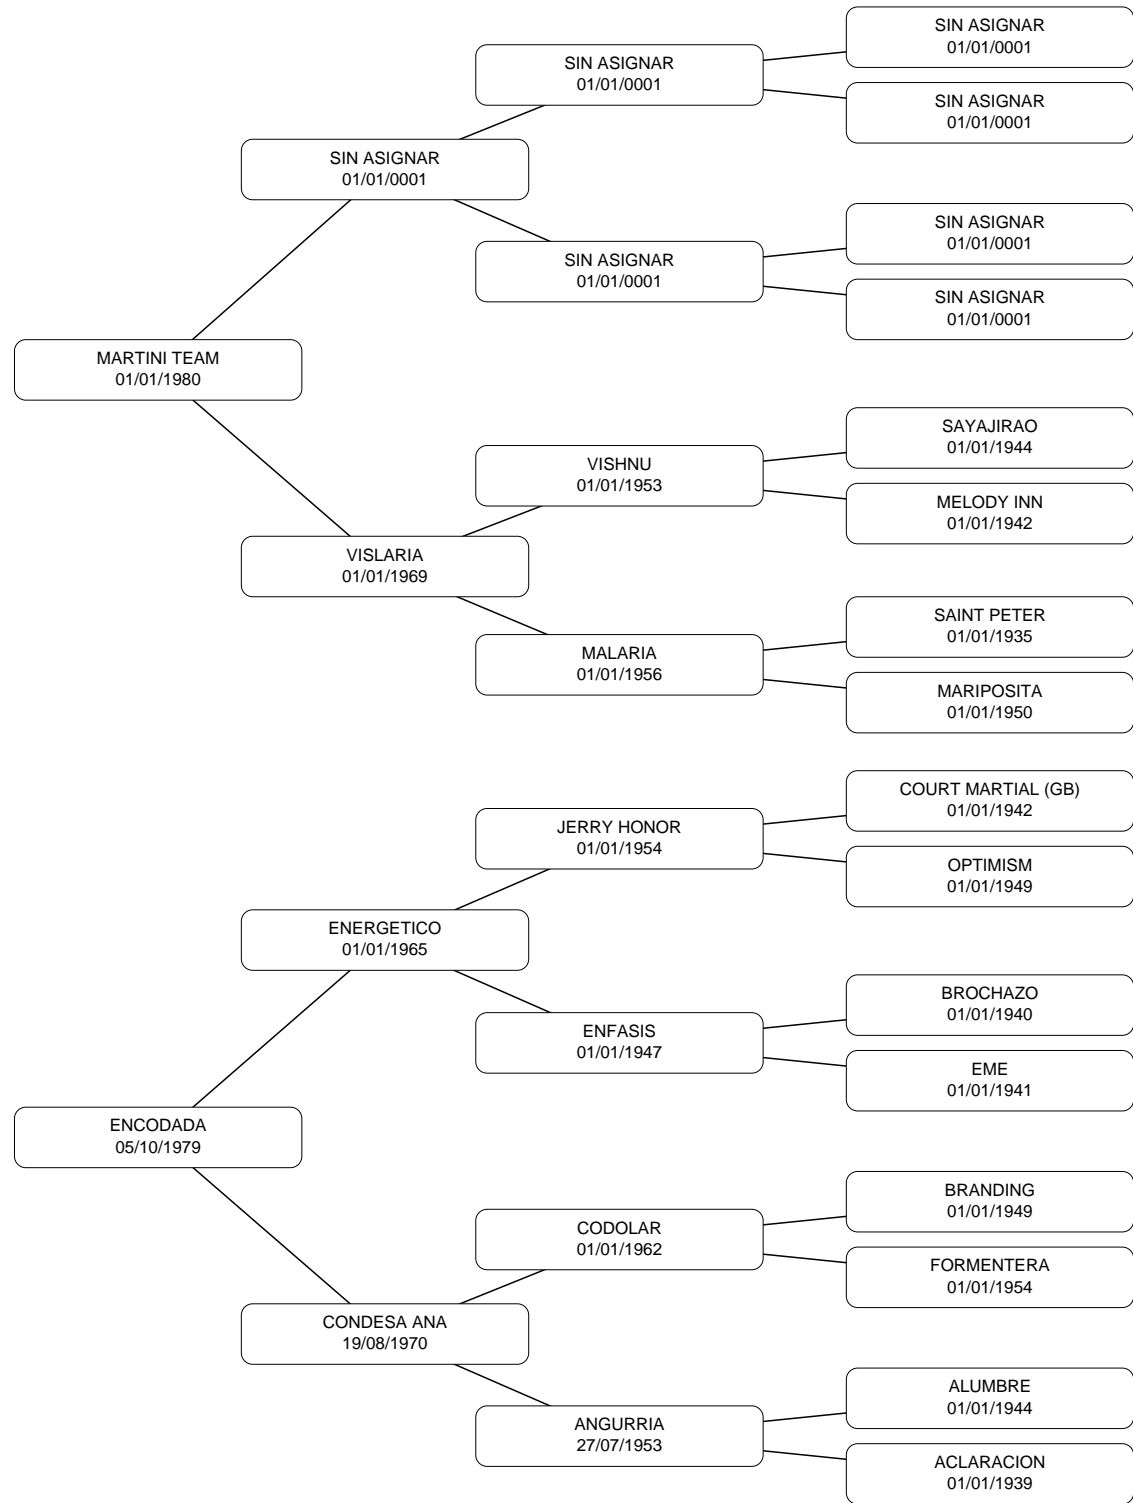 SIN ASIGNAR
01/01/0001
SIN ASIGNAR
01/01/0001
SIN ASIGNAR
01/01/0001
SIN ASIGNAR
01/01/0001
SIN ASIGNAR
01/01/0001
SIN ASIGNAR
01/01/0001
SIN ASIGNAR
01/01/0001
MARTINI TEAM
01/01/1980
SAYAJIRAO
01/01/1944
VISHNU
01/01/1953
MELODY INN
01/01/1942
VISLARIA
01/01/1969
SAINT PETER
01/01/1935
MALARIA
01/01/1956
MARIPOSITA
01/01/1950
COURT MARTIAL (GB)
01/01/1942
JERRY HONOR
01/01/1954
OPTIMISM
01/01/1949
ENERGETICO
01/01/1965
BROCHAZO
01/01/1940
ENFASIS
01/01/1947
EME
01/01/1941
ENCODADA
05/10/1979
BRANDING
01/01/1949
CODOLAR
01/01/1962
FORMENTERA
01/01/1954
CONDESA ANA
19/08/1970
ALUMBRE
01/01/1944
ANGURRIA
27/07/1953
ACLARACION
01/01/1939